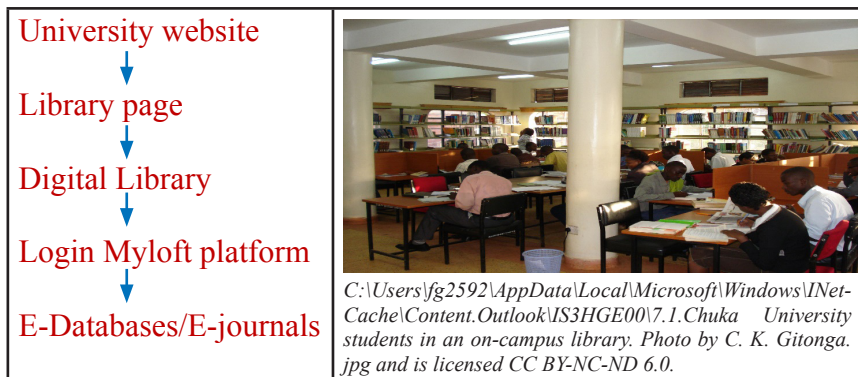 University website
Library page
Digital Library
Login Myloft platform
E-Databases/E-journals
C:\Users\fg2592\AppData\Local\Microsoft\Windows\INet-
Cache\Content.Outlook\IS3HGE00\7.1.Chuka University
students in an on-campus library. Photo by C. K. Gitonga.
jpg and is licensed CC BY-NC-ND 6.0.